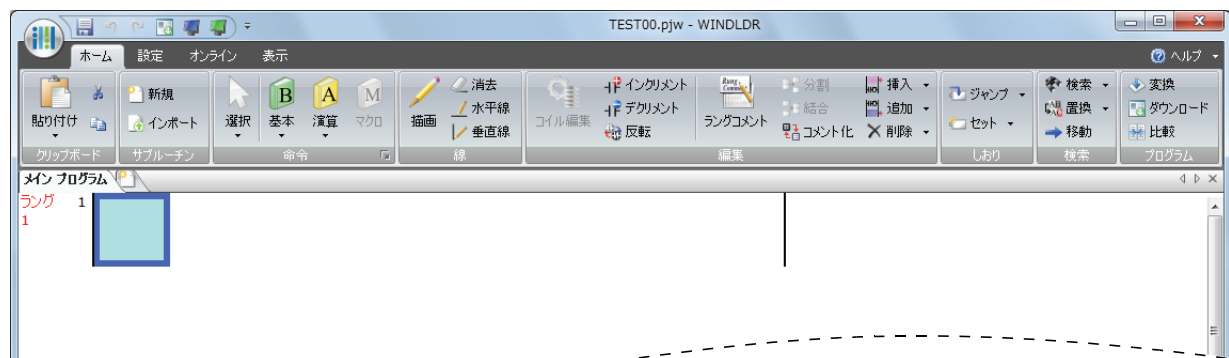 TEST00.pjw - WINDLDR
ホーム 設定 オンライン 表示 ヘルプ
貼り付け
クリップボード
新規
インポート
サブルーチン
選択 B 基本 A 演算 M マクロ
命令
描画
消去
水平線
垂直線
線
コイル編集
インクリメント
デクリメント
反転
ラングコメント
分割
結合
コメント化
挿入
追加
削除
編集
ジャンプ
セット
しおり
検索
置換
移動
検索
変換
ダウンロード
比較
プログラム
メイン プログラム
ラング 1
1